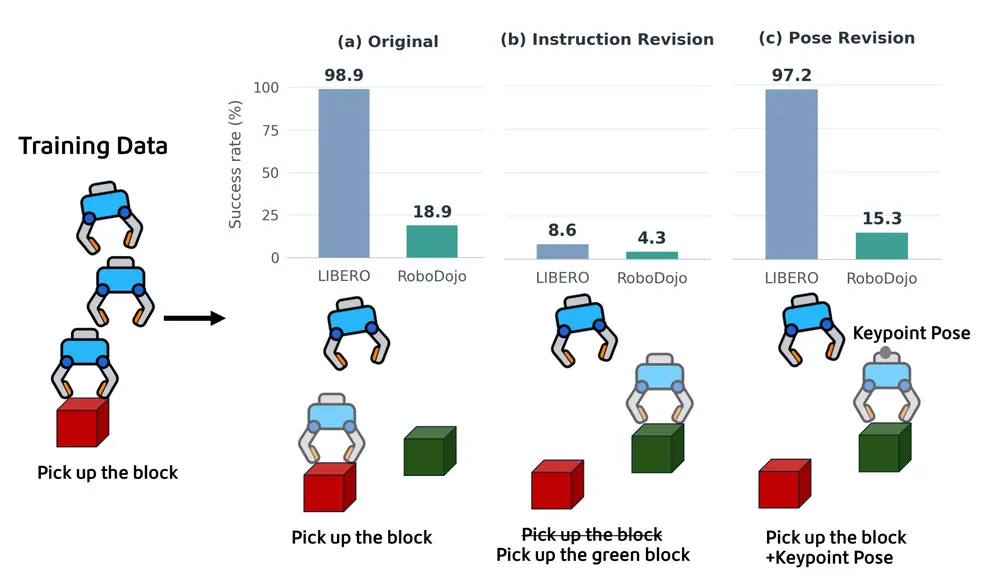 (a) Original
(b) Instruction Revision
(c) Pose Revision
Training Data
Success rate (%)
100
75
50
25
0
98.9
18.9
LIBERO
RoboDojo
8.6
4.3
LIBERO
RoboDojo
97.2
15.3
LIBERO
RoboDojo
Keypoint Pose
Pick up the block
Pick up the block
Pick up the block
Pick up the green block
Pick up the block
+Keypoint Pose